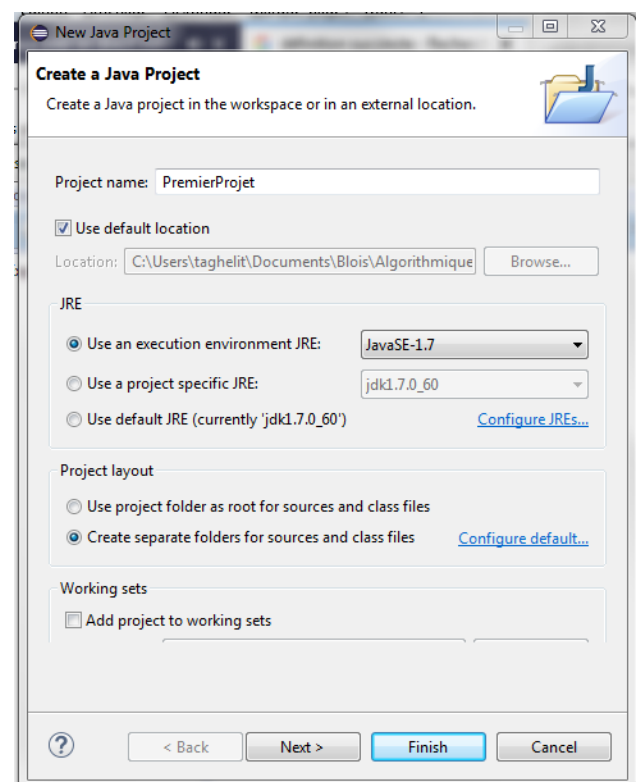 New Java Project
Create a Java Project
Create a Java project in the workspace or in an external location.
Project name: PremierProjet
Use default location
Location: C:\Users\taghelit\Documents\Blois\Algorithmique Browse...
JRE
Use an execution environment JRE: JavaSE-1.7
Use a project specific JRE: jdk1.7.0_60
Use default JRE (currently 'jdk1.7.0_60') Configure JREs...
Project layout
Use project folder as root for sources and class files
Create separate folders for sources and class files Configure default...
Working sets
Add project to working sets
? < Back Next > Finish Cancel